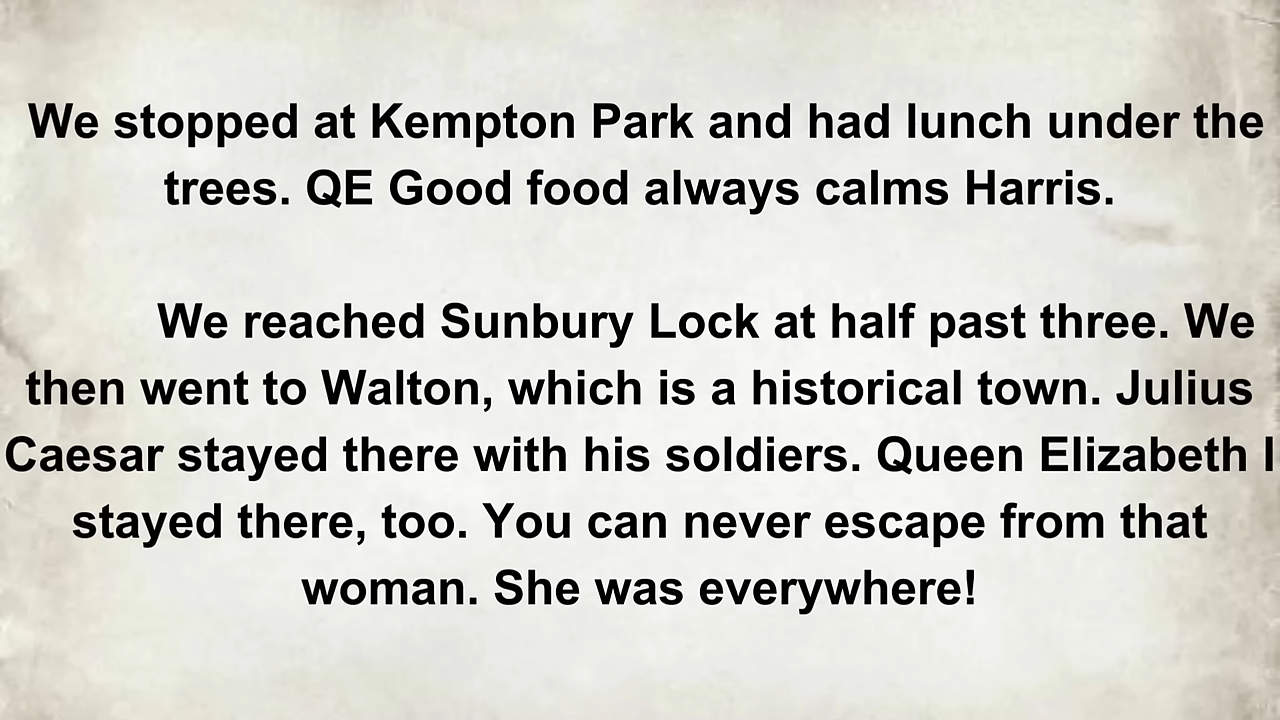 We stopped at Kempton Park and had lunch under the
trees. QE Good food always calms Harris.
We reached Sunbury Lock at half past three. We
then went to Walton, which is a historical town. Julius
Caesar stayed there with his soldiers. Queen Elizabeth I
stayed there, too. You can never escape from that
woman. She was everywhere!